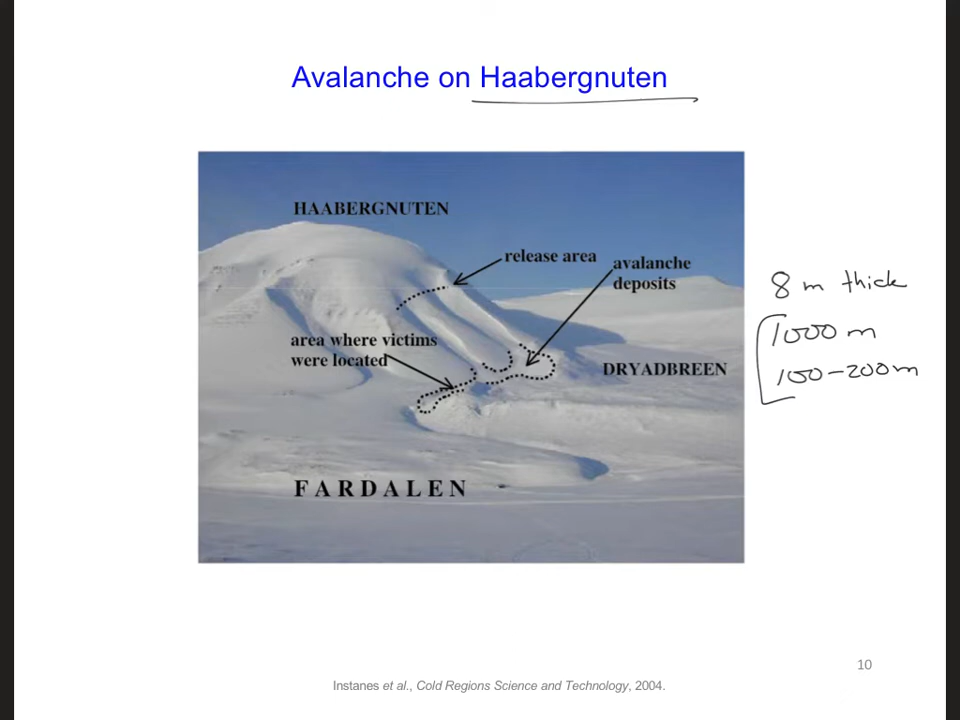 Avalanche on Haabergnuten
HAABERGNUTEN
release area
avalanche
deposits
area where victims
were located
DRYADBREEN
FARDALEN
8 m thick
1000 m
100-200m
10
Instanes et al., Cold Regions Science and Technology, 2004.